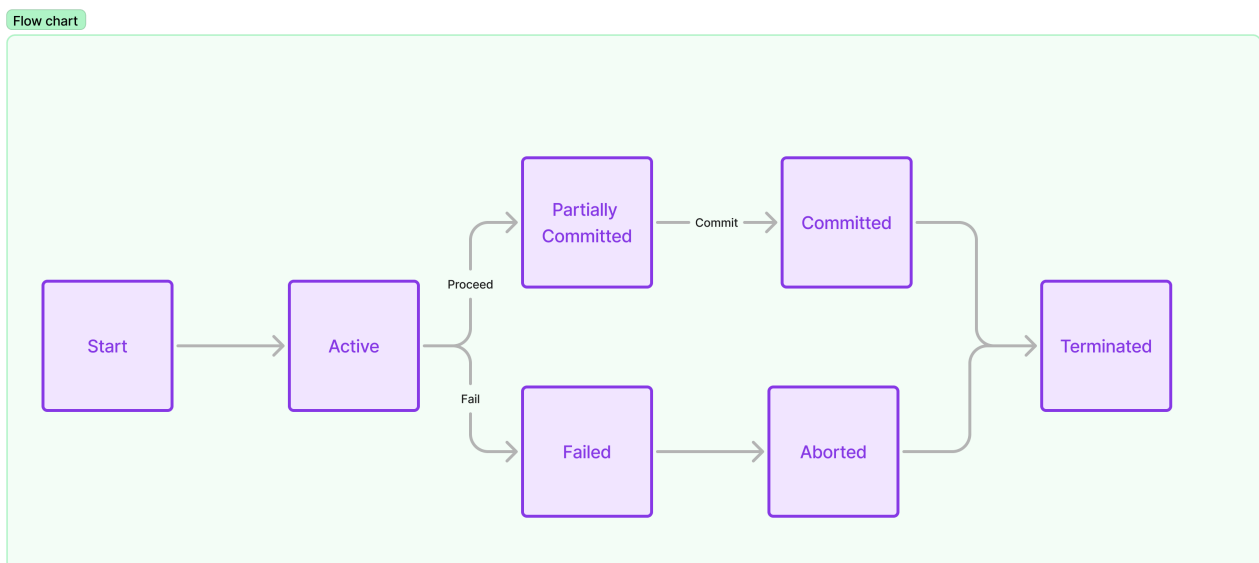 Flow chart
Partially
Committed
Commit
Committed
Proceed
Start
Active
Terminated
Fail
Failed
Aborted